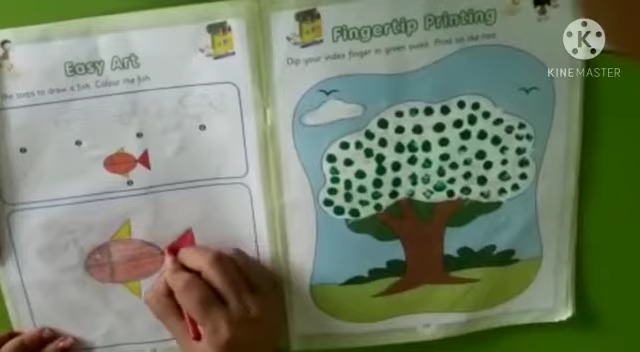 Easy Art
the steps to draw a fish. Colour the fish.
Fingertip Printing
Dip your index finger in green paint. Print on the tree.
KINEMASTER